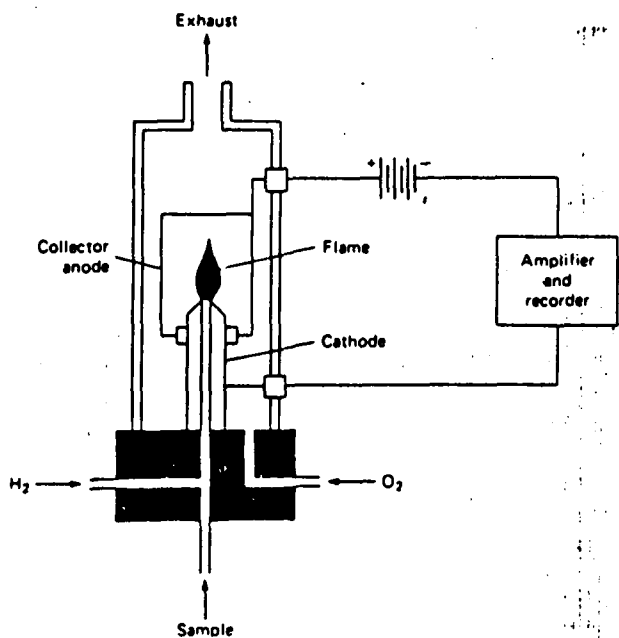 Exhaust
+ −
Collector
anode
Flame
Amplifier
and
recorder
Cathode
H₂
O₂
Sample